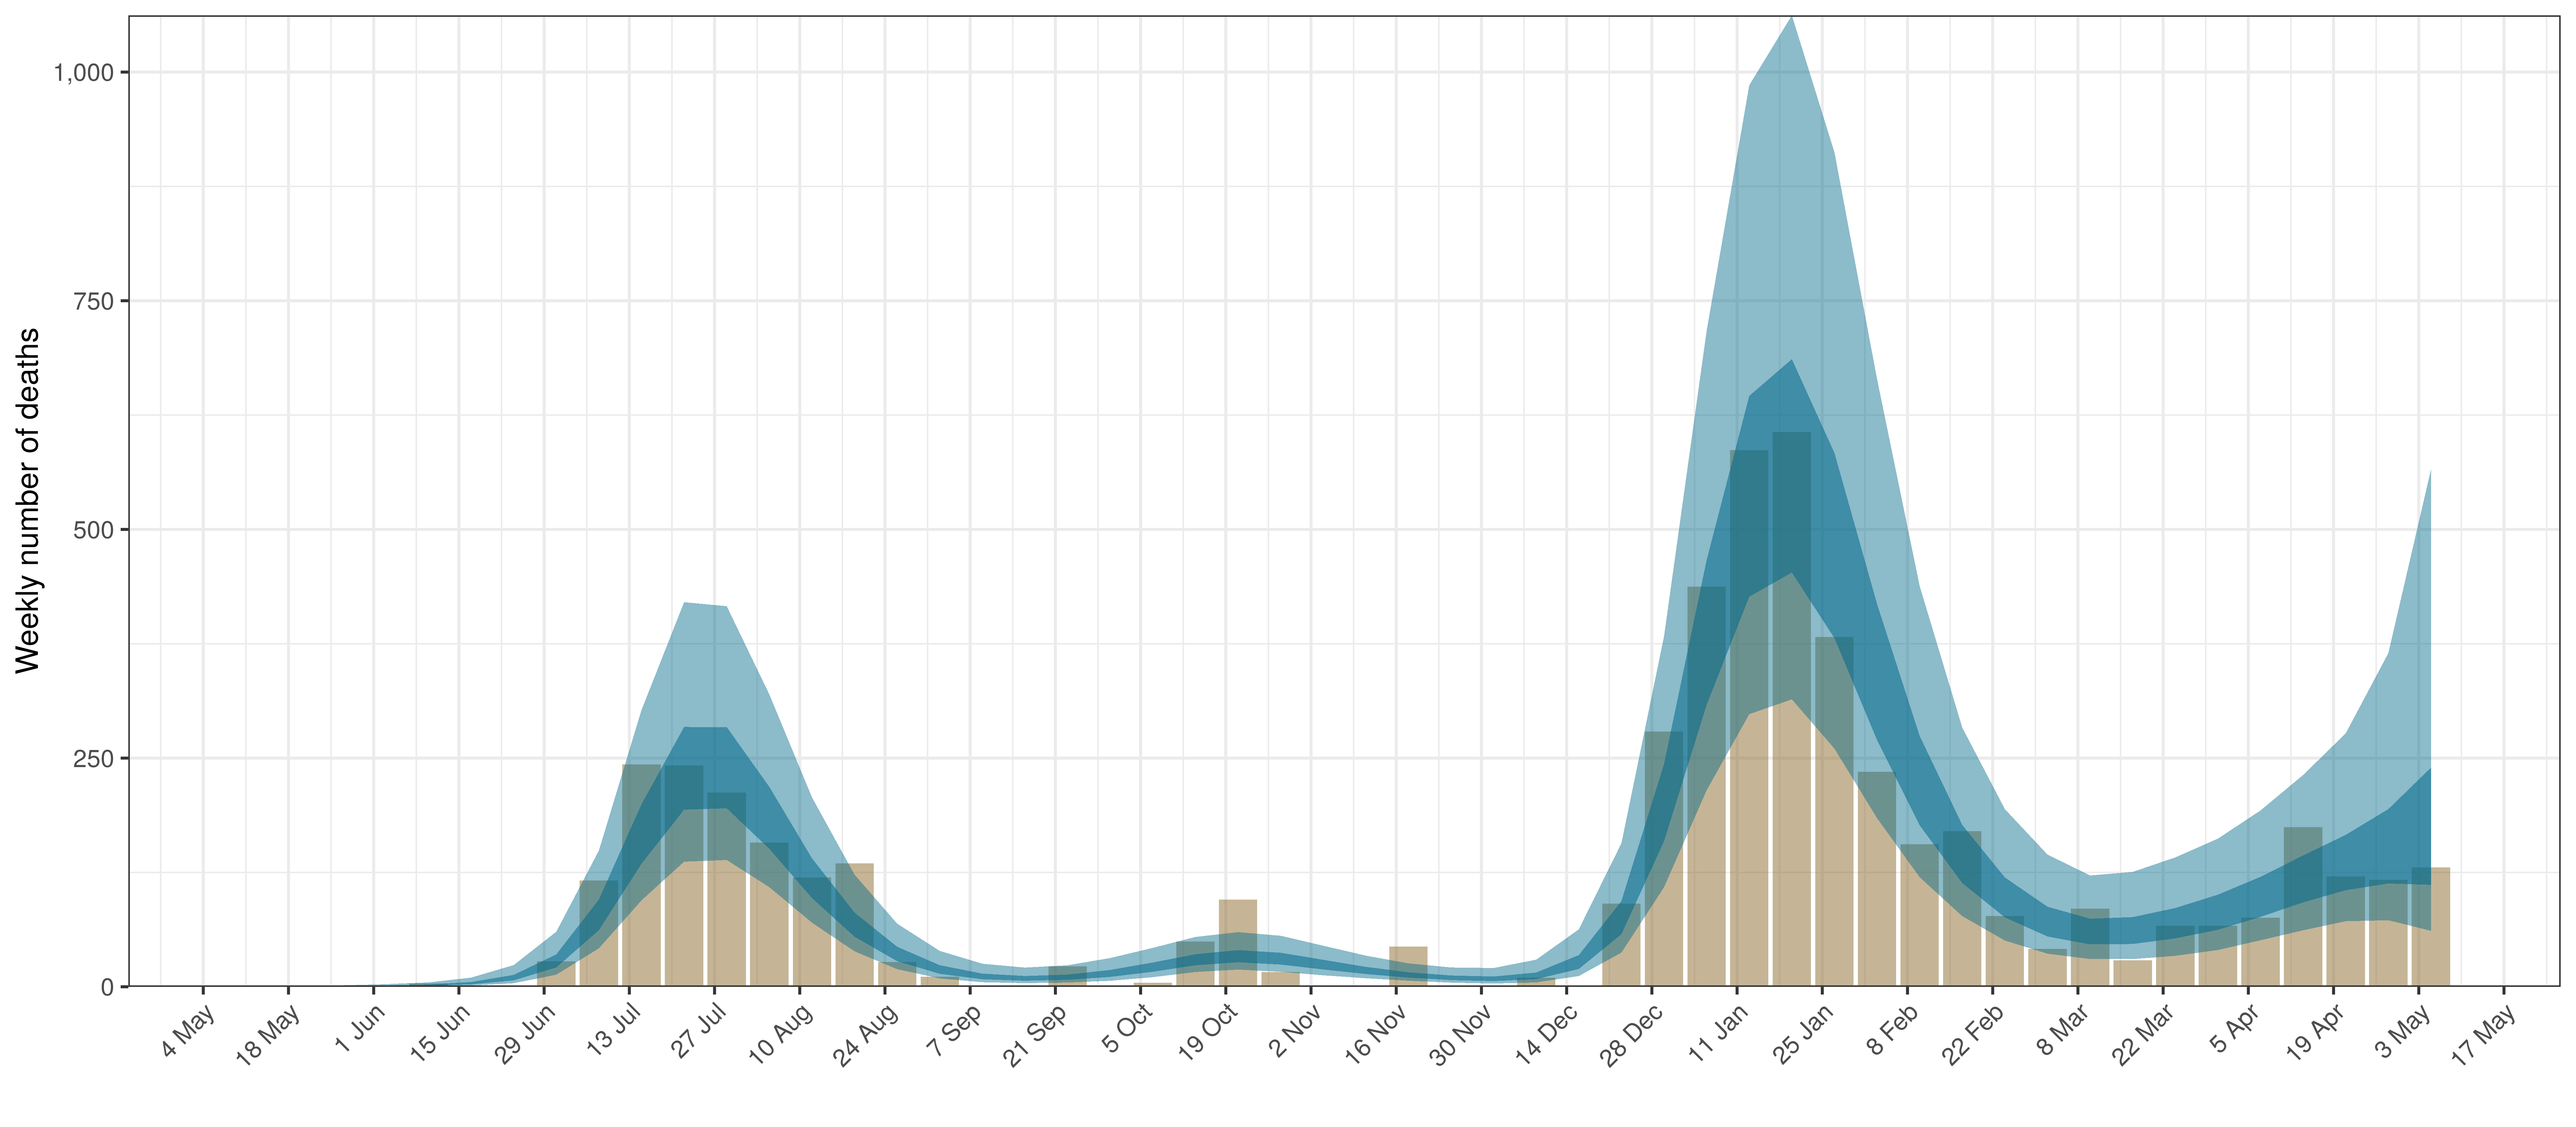 Weekly number of deaths
1,000
750
500
250
0
4 May
18 May
1 Jun
15 Jun
29 Jun
13 Jul
27 Jul
10 Aug
24 Aug
7 Sep
21 Sep
5 Oct
19 Oct
2 Nov
16 Nov
30 Nov
14 Dec
28 Dec
11 Jan
25 Jan
8 Feb
22 Feb
8 Mar
22 Mar
5 Apr
19 Apr
3 May
17 May